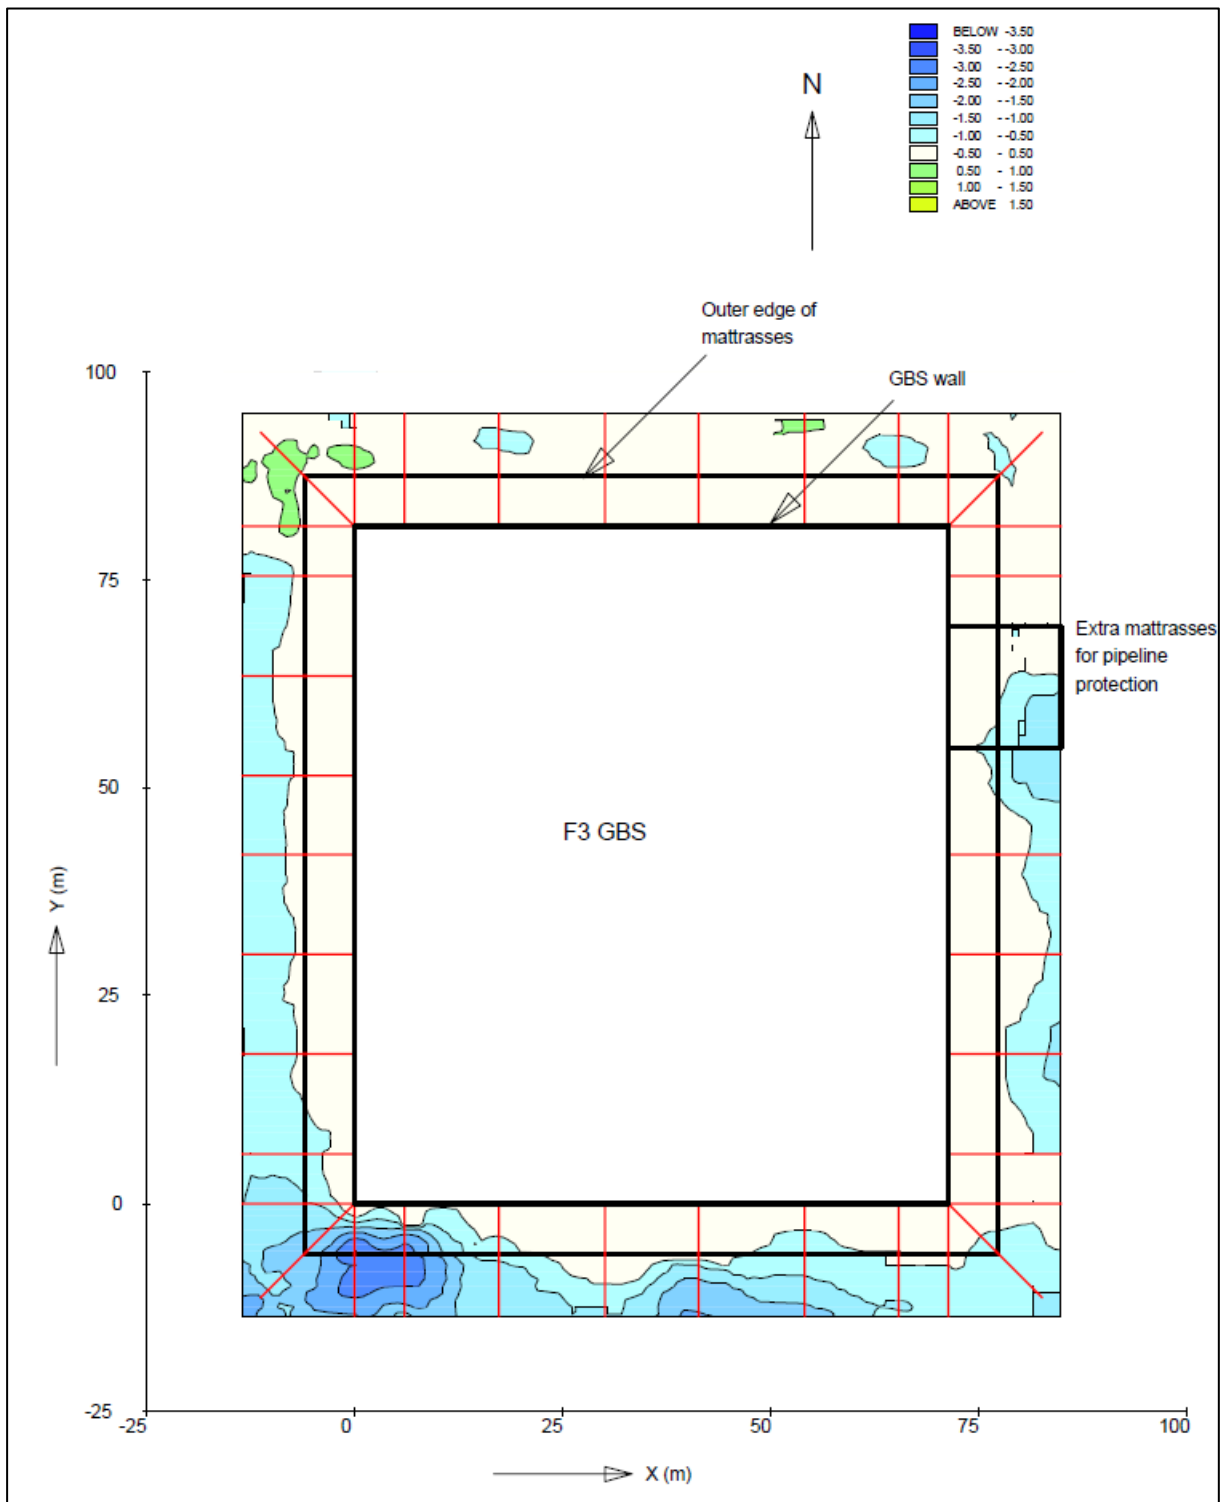 BELOW -3.50
-3.50 - -3.00
-3.00 - -2.50
-2.50 - -2.00
-2.00 - -1.50
-1.50 - -1.00
-1.00 - -0.50
-0.50 - 0.50
0.50 - 1.00
1.00 - 1.50
ABOVE 1.50
N
Outer edge of
mattrasses
GBS wall
100
75
50
25
0
-25
Extra mattrasses
for pipeline
protection
F3 GBS
Y (m)
-25 0 25 50 75 100
X (m)